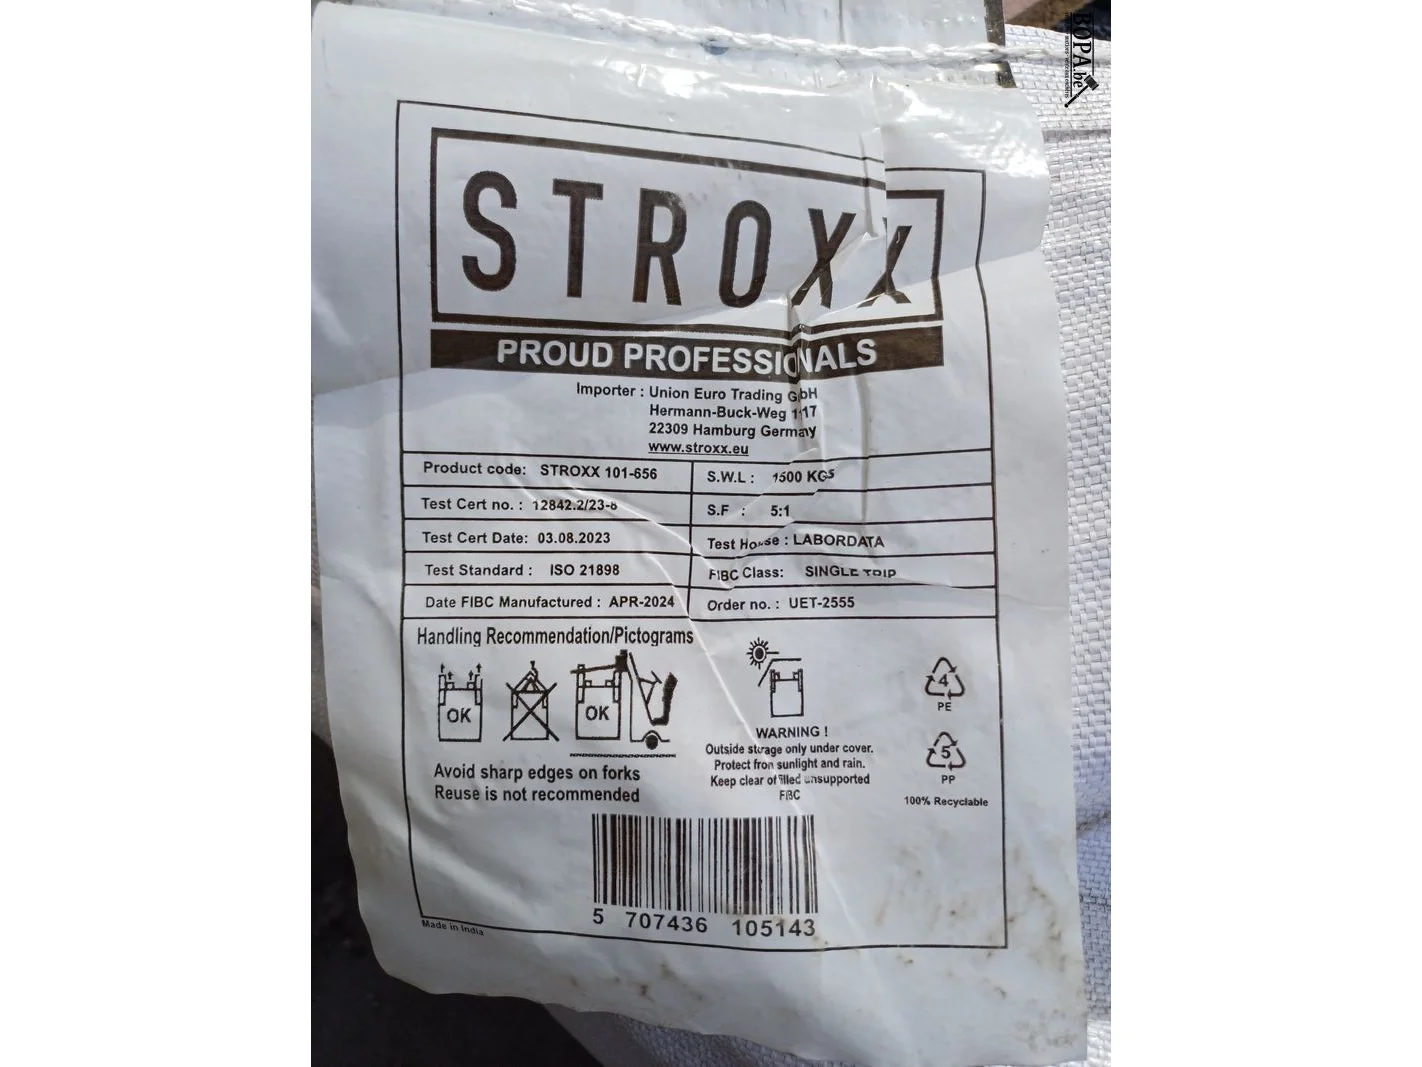 BOPA.be
STROXX
PROUD PROFESSIONALS
Importer : Union Euro Trading GmbH
Hermann-Buck-Weg 117
22309 Hamburg Germany
www.stroxx.eu
Product code: STROXX 101-656
S.W.L : 1500 KGS
Test Cert no. : 12842.2/23-6
S.F : 5:1
Test Cert Date: 03.08.2023
Test House : LABORDATA
Test Standard : ISO 21898
FIBC Class: SINGLE TRIP
Date FIBC Manufactured : APR-2024
Order no. : UET-2555
Handling Recommendation/Pictograms
OK
OK
Avoid sharp edges on forks
Reuse is not recommended
WARNING !
Outside storage only under cover.
Protect from sunlight and rain.
Keep clear of filled unsupported
FIBC
4
PE
5
PP
100% Recyclable
5 707436 105143
Made in India